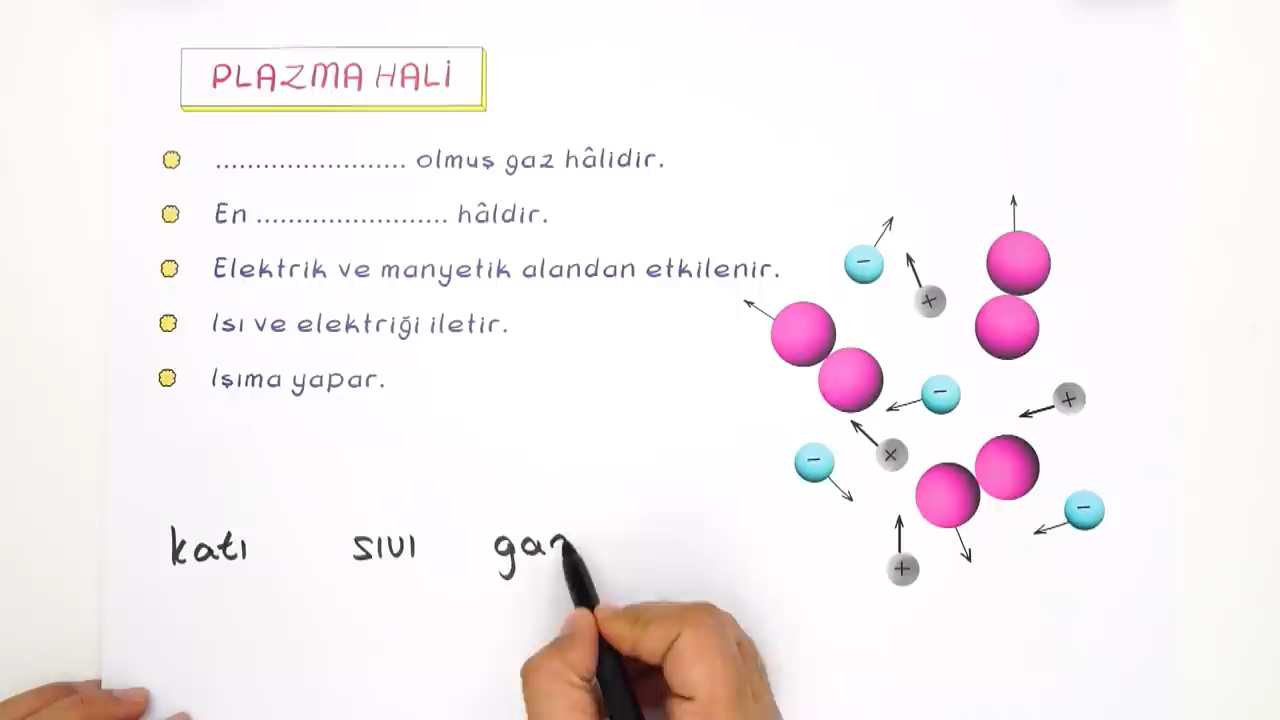 PLAZMA HALİ
........................ olmuş gaz hâlidir.
En ........................ hâldir.
Elektrik ve manyetik alandan etkilenir.
Isı ve elektriği iletir.
Işıma yapar.
katı sıvı gaz